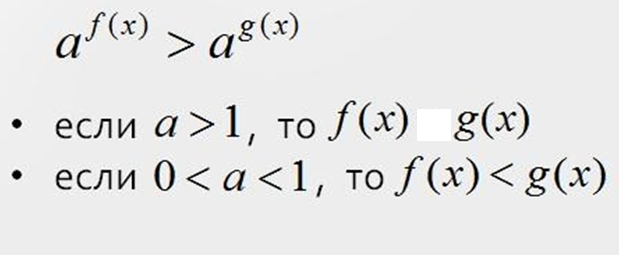 a^{f(x)} > a^{g(x)}
• если a > 1, то f(x) g(x)
• если 0 < a < 1, то f(x) < g(x)